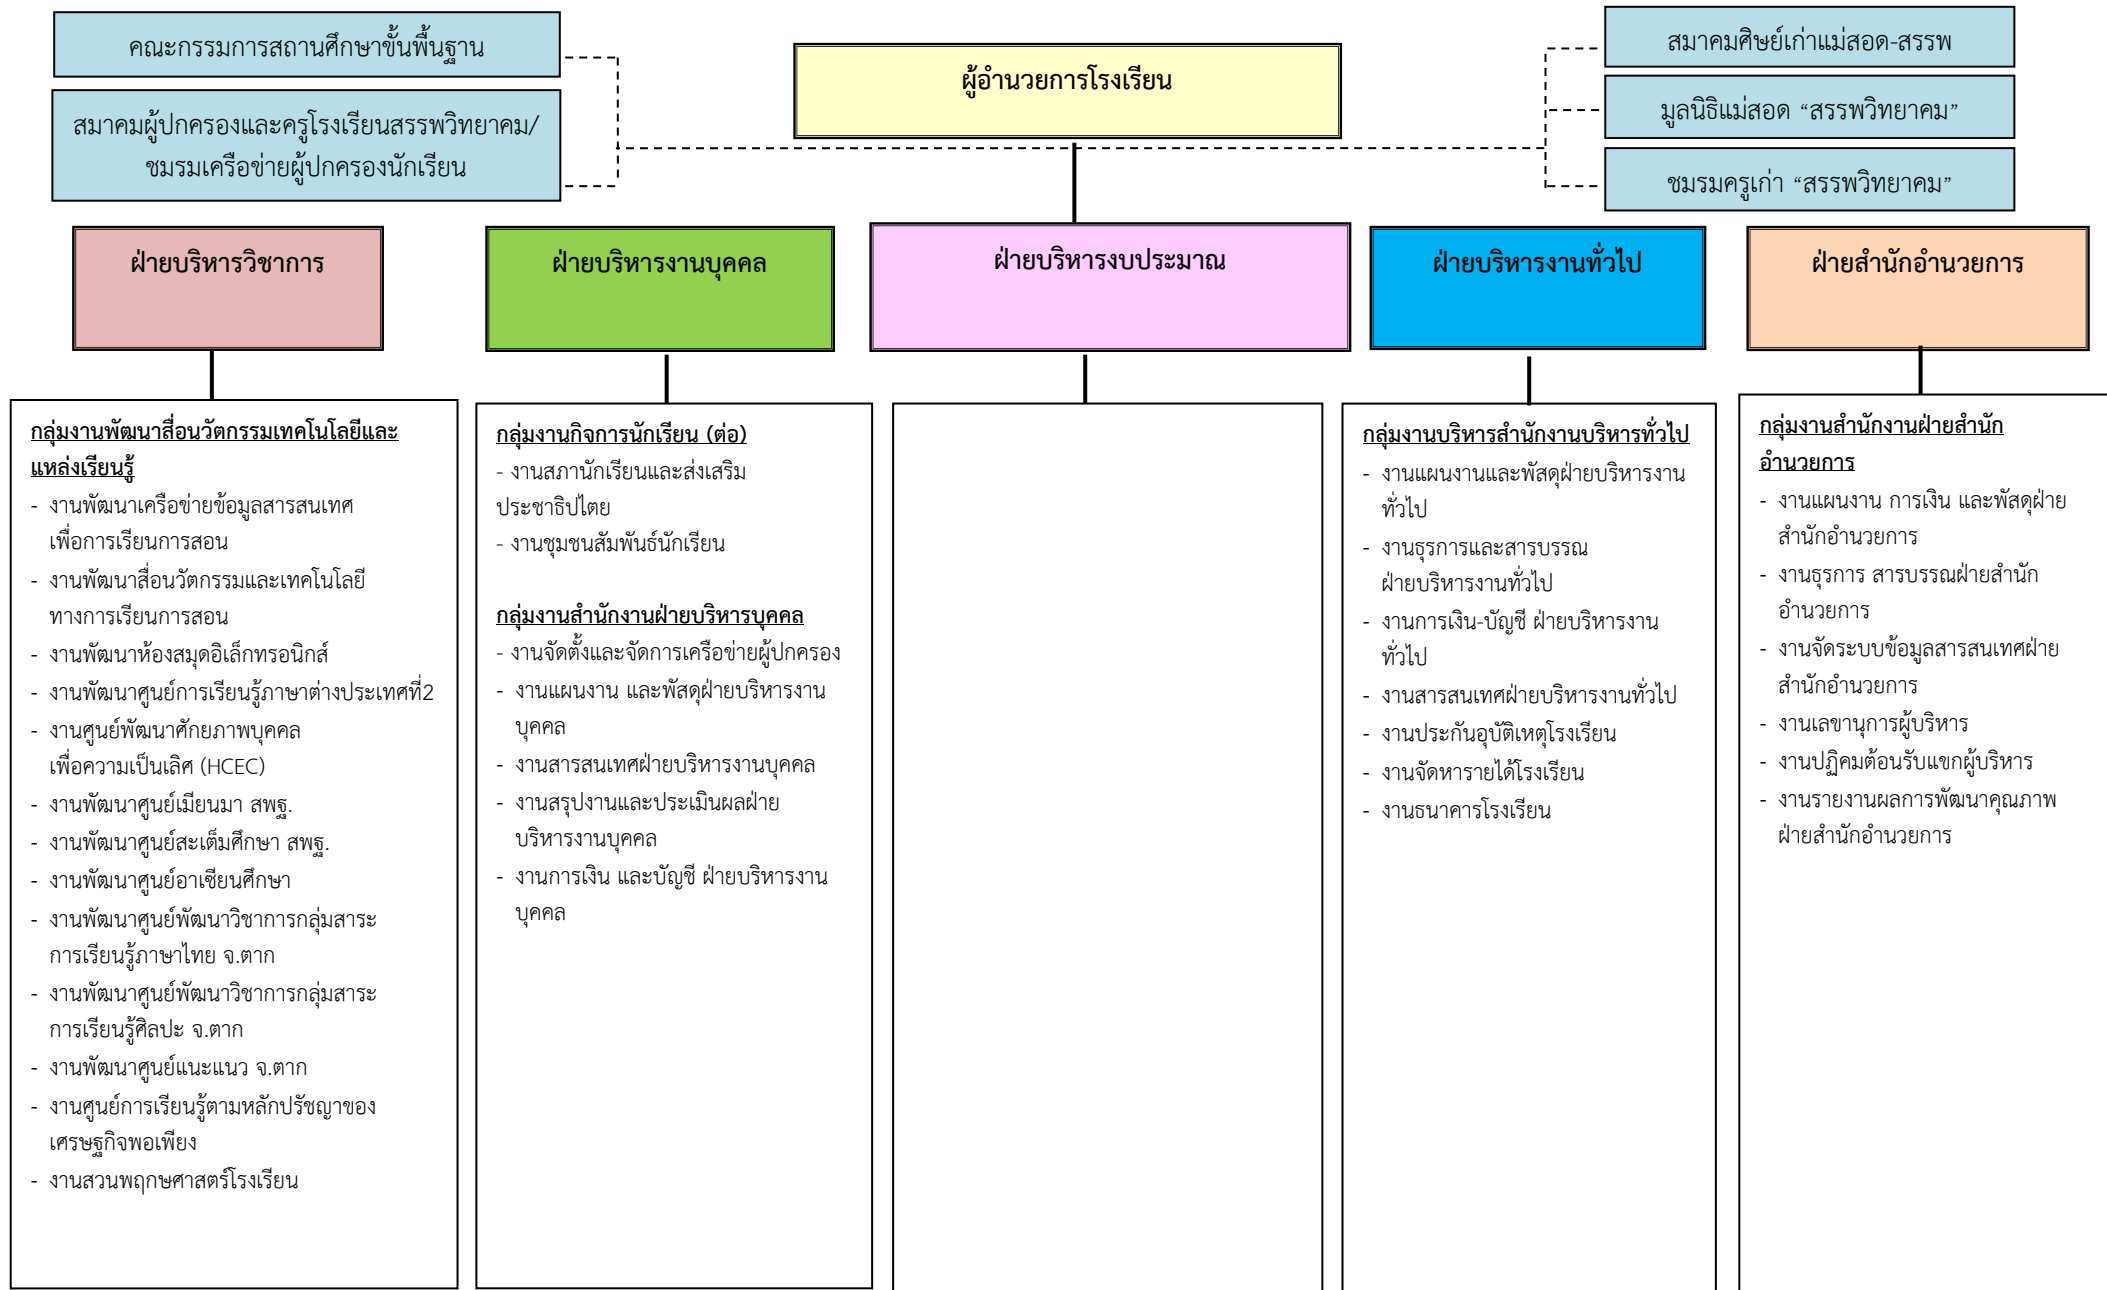 คณะกรรมการสถานศึกษาขั้นพื้นฐาน
สมาคมผู้ปกครองและครูโรงเรียนสรรพวิทยาคม/
ชมรมเครือข่ายผู้ปกครองนักเรียน
ผู้อำนวยการโรงเรียน
สมาคมศิษย์เก่าแม่สอด-สรรพ
มูลนิธิแม่สอด “สรรพวิทยาคม”
ชมรมครูเก่า “สรรพวิทยาคม”
ฝ่ายบริหารวิชาการ
ฝ่ายบริหารงานบุคคล
ฝ่ายบริหารงบประมาณ
ฝ่ายบริหารงานทั่วไป
ฝ่ายสำนักอำนวยการ
กลุ่มงานพัฒนาสื่อนวัตกรรมเทคโนโลยีและ
แหล่งเรียนรู้
- งานพัฒนาเครือข่ายข้อมูลสารสนเทศ
เพื่อการเรียนการสอน
- งานพัฒนาสื่อนวัตกรรมและเทคโนโลยี
ทางการเรียนการสอน
- งานพัฒนาห้องสมุดอิเล็กทรอนิกส์
- งานพัฒนาศูนย์การเรียนรู้ภาษาต่างประเทศที่2
- งานศูนย์พัฒนาศักยภาพบุคคล
เพื่อความเป็นเลิศ (HCEC)
- งานพัฒนาศูนย์เมียนมา สพฐ.
- งานพัฒนาศูนย์สะเต็มศึกษา สพฐ.
- งานพัฒนาศูนย์อาเซียนศึกษา
- งานพัฒนาศูนย์พัฒนาวิชาการกลุ่มสาระ
การเรียนรู้ภาษาไทย จ.ตาก
- งานพัฒนาศูนย์พัฒนาวิชาการกลุ่มสาระ
การเรียนรู้ศิลปะ จ.ตาก
- งานพัฒนาศูนย์แนะแนว จ.ตาก
- งานศูนย์การเรียนรู้ตามหลักปรัชญาของ
เศรษฐกิจพอเพียง
- งานสวนพฤกษศาสตร์โรงเรียน
กลุ่มงานกิจการนักเรียน (ต่อ)
- งานสภานักเรียนและส่งเสริม
ประชาธิปไตย
- งานชุมชนสัมพันธ์นักเรียน
กลุ่มงานสำนักงานฝ่ายบริหารบุคคล
- งานจัดตั้งและจัดการเครือข่ายผู้ปกครอง
- งานแผนงาน และพัสดุฝ่ายบริหารงาน
บุคคล
- งานสารสนเทศฝ่ายบริหารงานบุคคล
- งานสรุปงานและประเมินผลฝ่าย
บริหารงานบุคคล
- งานการเงิน และบัญชี ฝ่ายบริหารงาน
บุคคล
กลุ่มงานบริหารสำนักงานบริหารทั่วไป
- งานแผนงานและพัสดุฝ่ายบริหารงาน
ทั่วไป
- งานธุรการและสารบรรณ
ฝ่ายบริหารงานทั่วไป
- งานการเงิน-บัญชี ฝ่ายบริหารงาน
ทั่วไป
- งานสารสนเทศฝ่ายบริหารงานทั่วไป
- งานประกันอุบัติเหตุโรงเรียน
- งานจัดหารายได้โรงเรียน
- งานธนาคารโรงเรียน
กลุ่มงานสำนักงานฝ่ายสำนัก
อำนวยการ
- งานแผนงาน การเงิน และพัสดุฝ่าย
สำนักอำนวยการ
- งานธุรการ สารบรรณฝ่ายสำนัก
อำนวยการ
- งานจัดระบบข้อมูลสารสนเทศฝ่าย
สำนักอำนวยการ
- งานเลขานุการผู้บริหาร
- งานปฏิคมต้อนรับแขกผู้บริหาร
- งานรายงานผลการพัฒนาคุณภาพ
ฝ่ายสำนักอำนวยการ